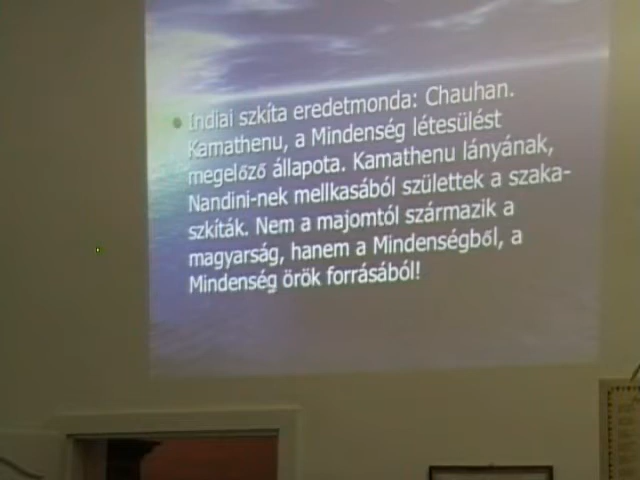 • Indiai szkíta eredetmonda: Chauhan.
Kamathenu, a Mindenség létesülést
megelőző állapota. Kamathenu lányának,
Nandini-nek mellkasából születtek a szaka-
szkíták. Nem a majomtól származik a
magyarság, hanem a Mindenségből, a
Mindenség örök forrásából!